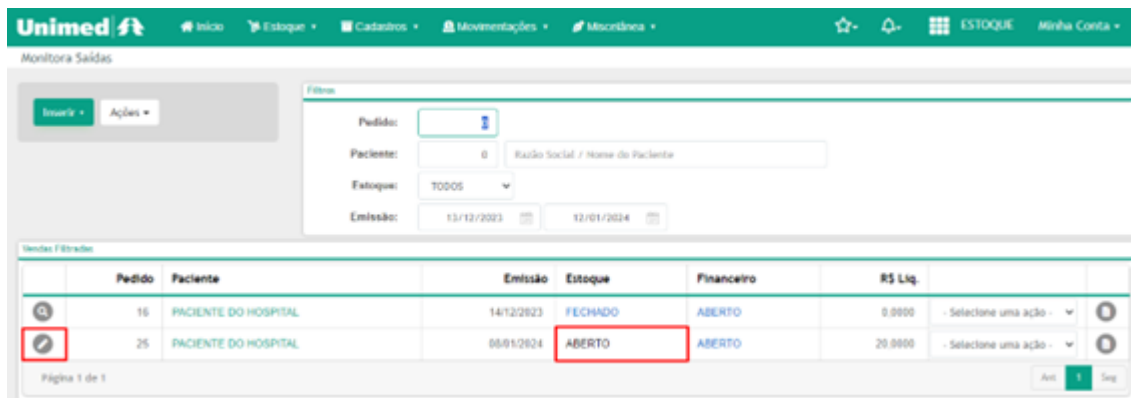 Unimed Início Estoque Cadastros Movimentações Miscelânea ESTOQUE Minha Conta
Monitora Saídas
Filtros
Inserir Ações
Pedido: 0
Paciente: 0 Razão Social / Nome do Paciente
Estoque: TODOS
Emissão: 13/12/2023 12/01/2024
Vendas Filtradas
Pedido Paciente Emissão Estoque Financeiro R$ Liq.
16 PACIENTE DO HOSPITAL 14/12/2023 FECHADO ABERTO 0.0000 - Selecione uma ação -
25 PACIENTE DO HOSPITAL 08/01/2024 ABERTO ABERTO 20.0000 - Selecione uma ação -
Página 1 de 1 Ant 1 Seg